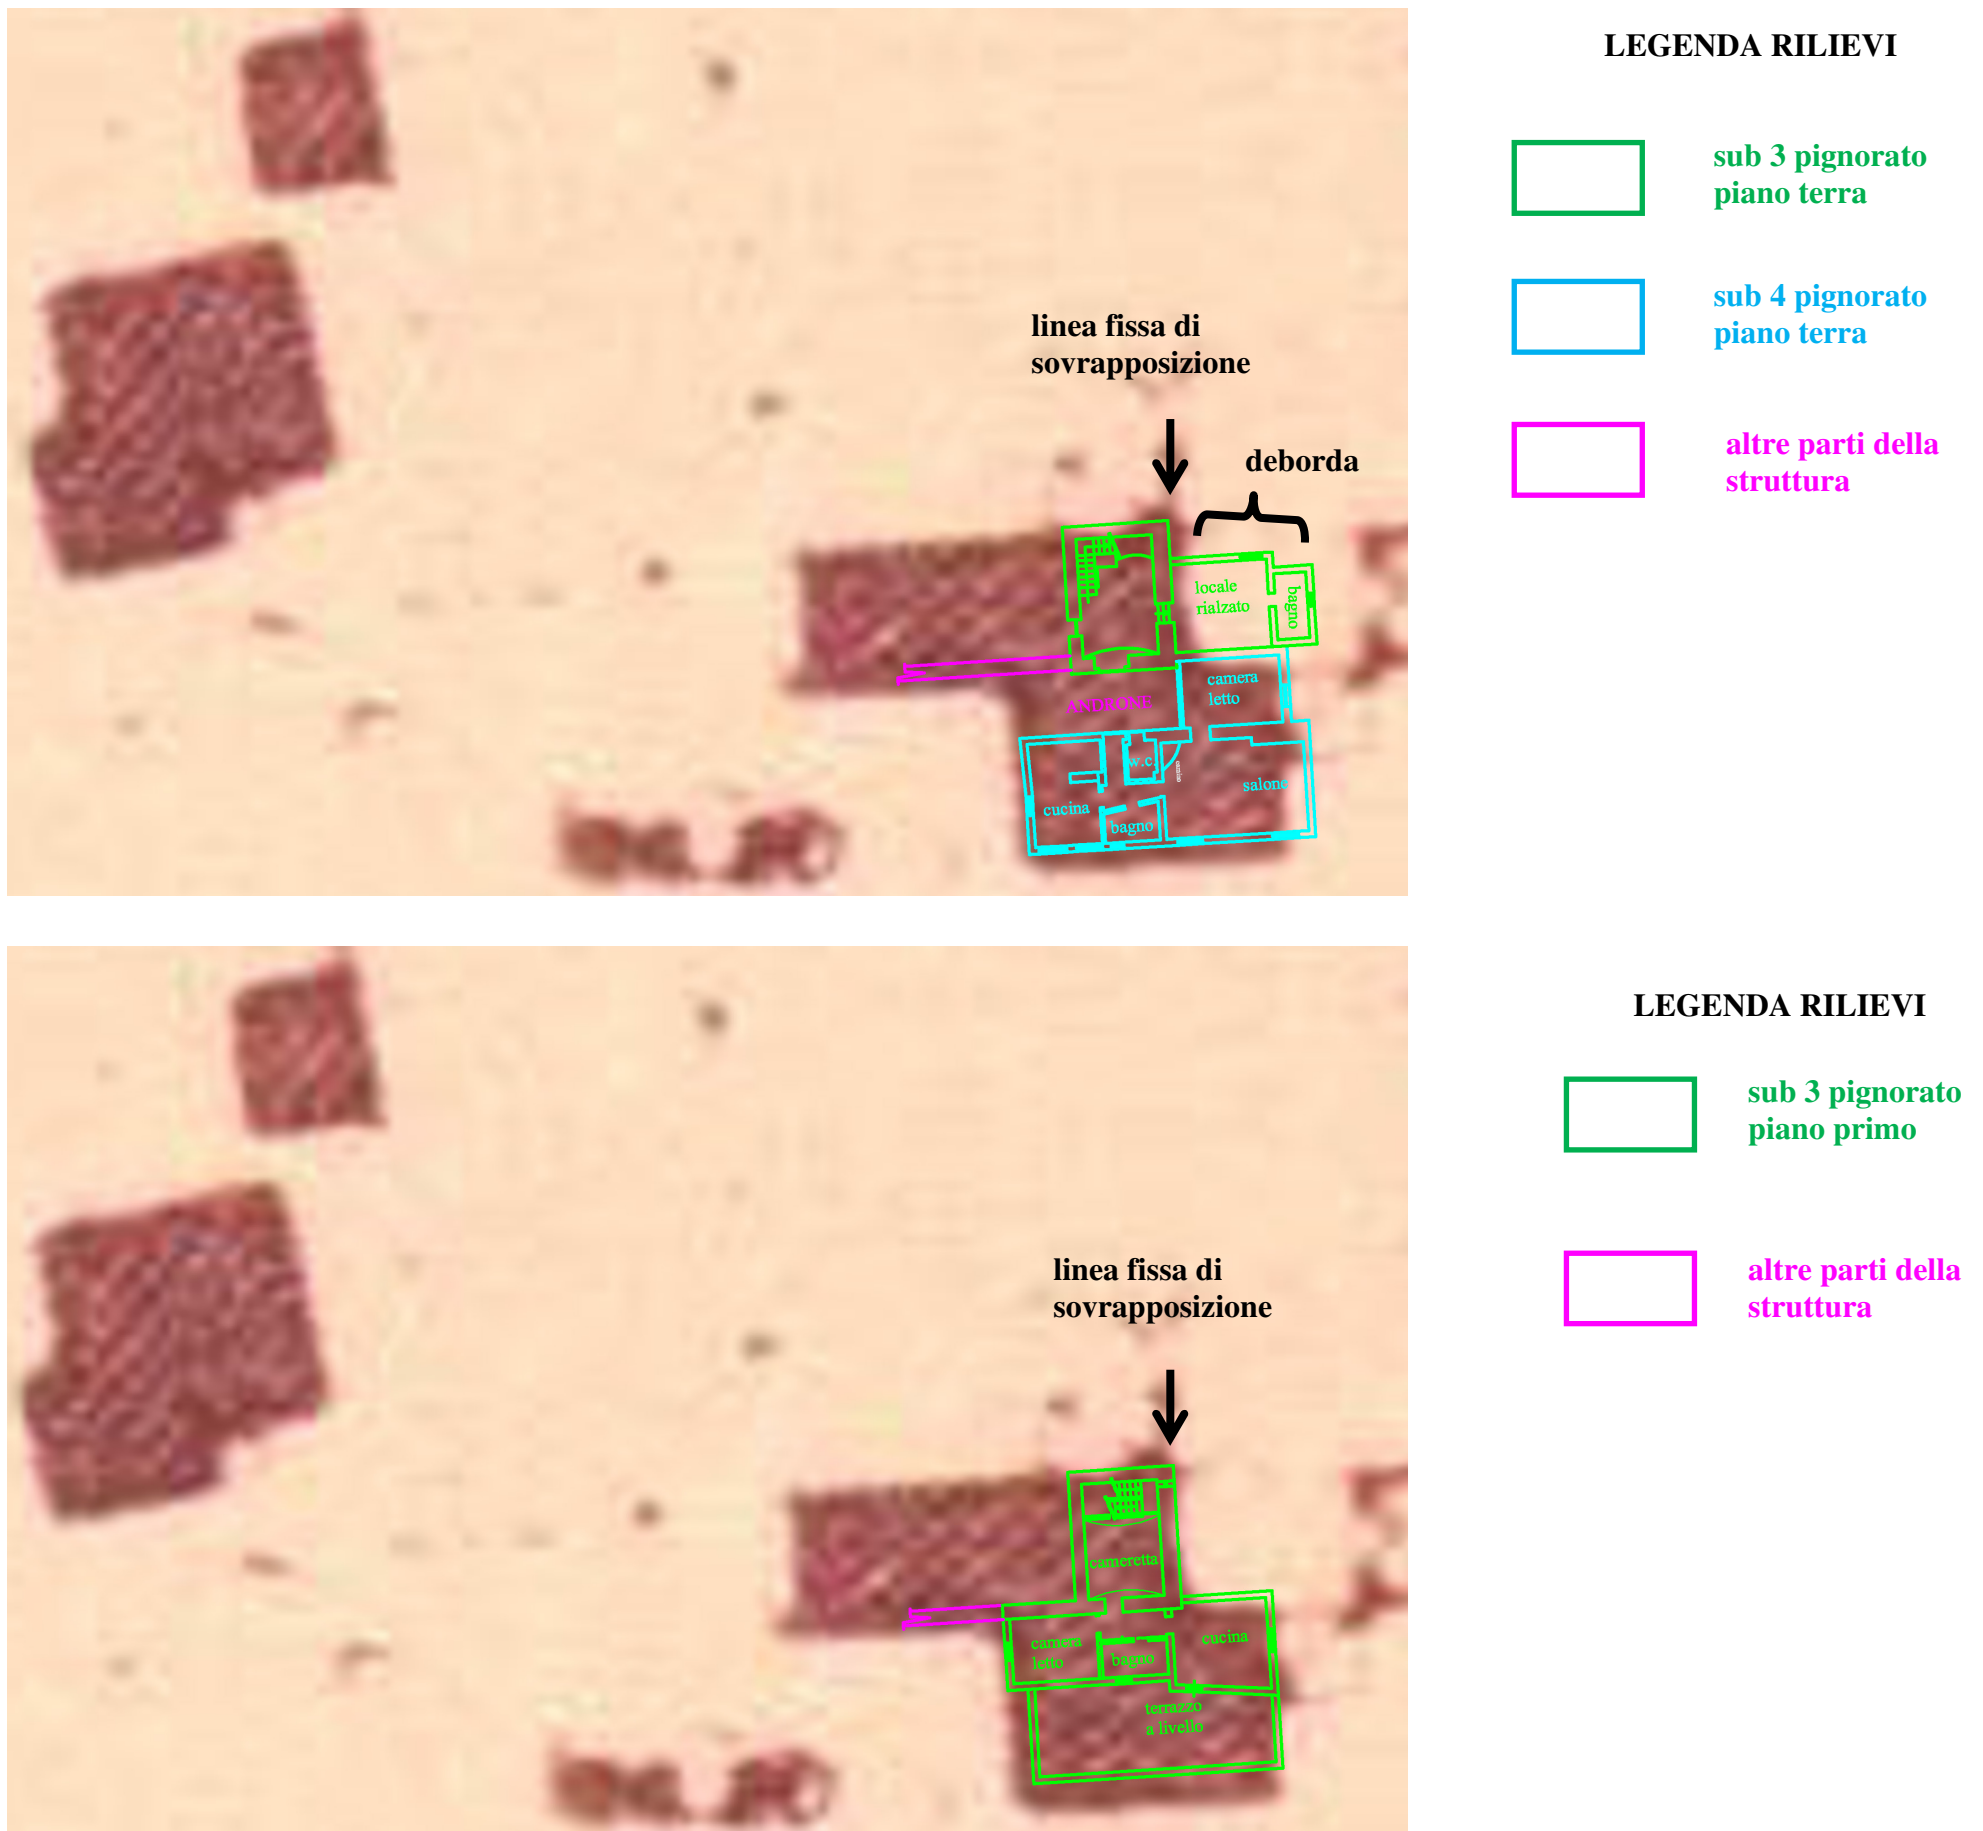 LEGENDA RILIEVI
sub 3 pignorato
piano terra
sub 4 pignorato
piano terra
altre parti della
struttura
linea fissa di
sovrapposizione
deborda
locale
rialzato
bagno
camera
letto
ANDRONE
w.c.
salone
cucina
bagno
LEGENDA RILIEVI
sub 3 pignorato
piano primo
altre parti della
struttura
linea fissa di
sovrapposizione
cameretta
camera
letto
bagno
cucina
terrazzo
a livello